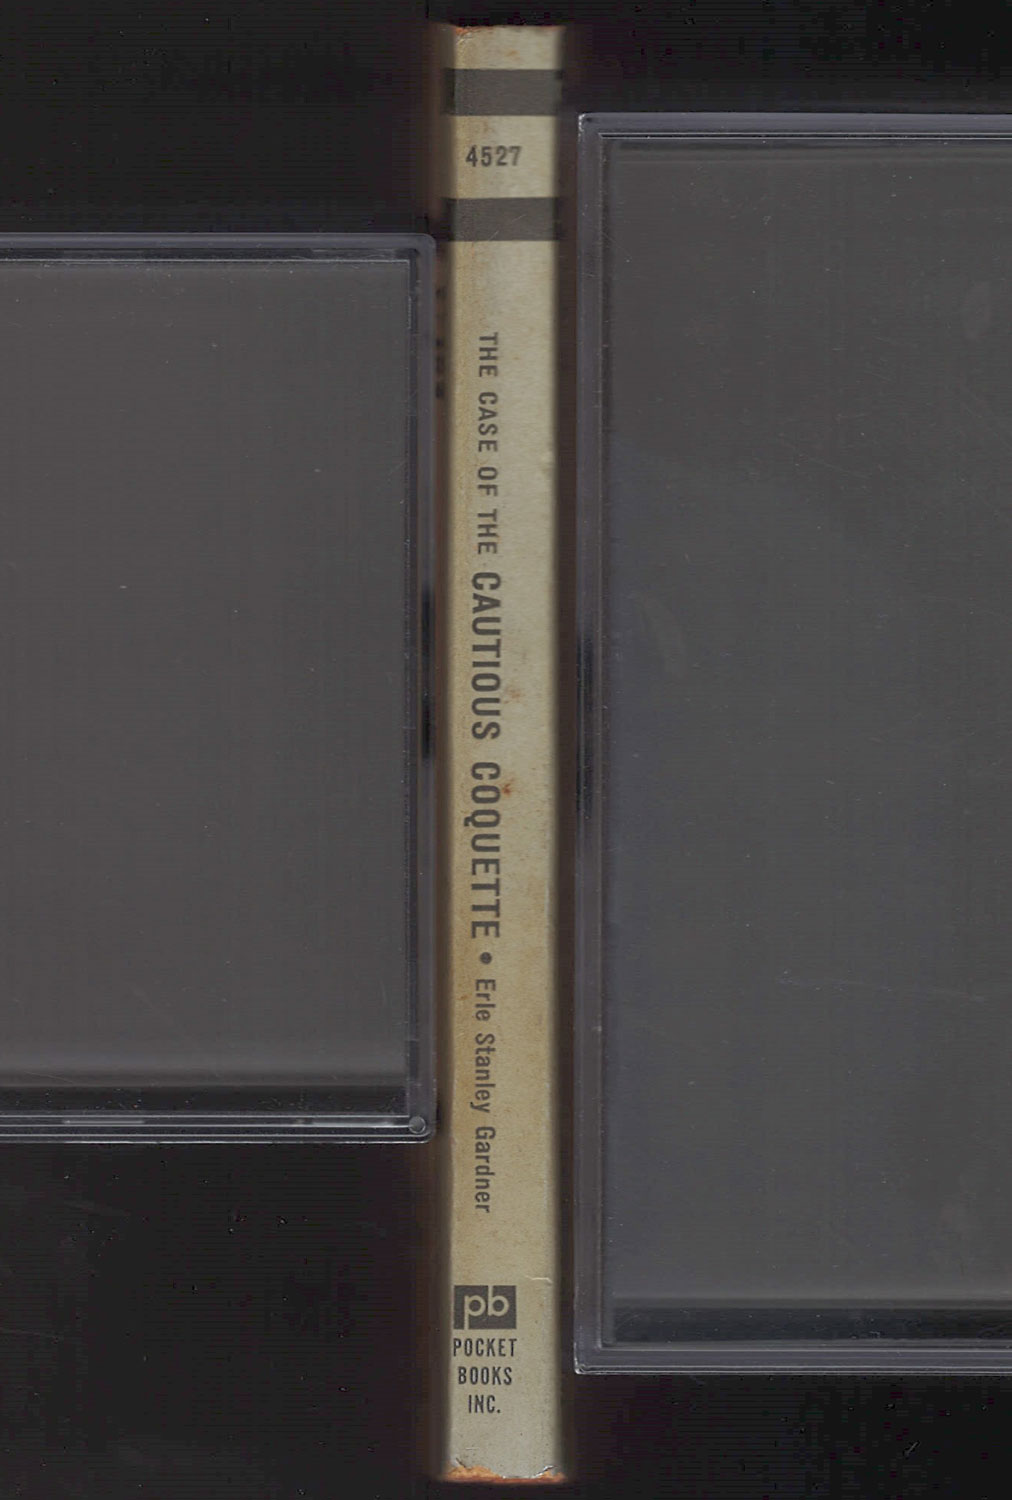 4527
THE CASE OF THE CAUTIOUS COQUETTE • Erle Stanley Gardner
pb
POCKET
BOOKS
INC.